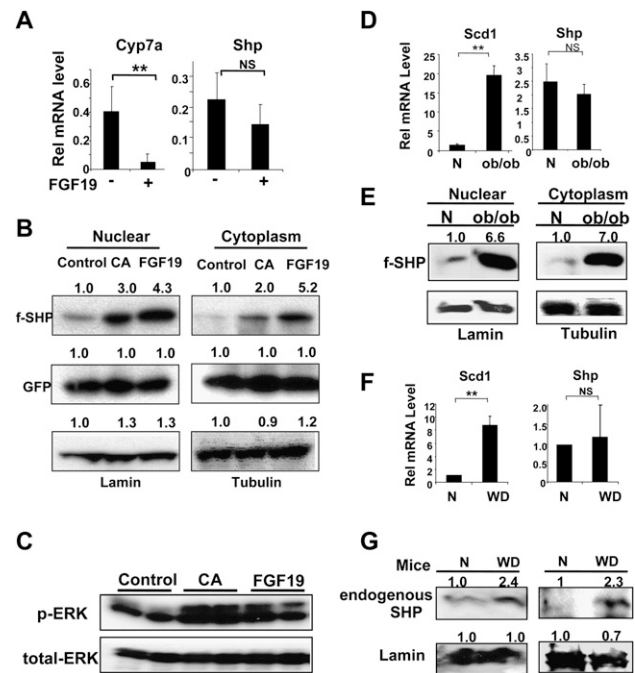 A
Cyp7a
Shp
Rel mRNA level
**
NS
0.6
0.4
0.2
0
0.3
0.2
0.1
0
FGF19
- +
- +
B
Nuclear
Cytoplasm
Control CA FGF19
Control CA FGF19
1.0 3.0 4.3
1.0 2.0 5.2
f-SHP
1.0 1.0 1.0
1.0 1.0 1.0
GFP
1.0 1.3 1.3
1.0 0.9 1.2
Lamin
Tubulin
C
Control CA FGF19
p-ERK
total-ERK
D
Scd1
Shp
Rel mRNA Level
**
NS
25
20
15
10
5
0
3.5
3
2.5
2
1.5
1
0.5
0
N ob/ob
N ob/ob
E
Nuclear
Cytoplasm
N ob/ob
N ob/ob
1.0 6.6
1.0 7.0
f-SHP
Lamin
Tubulin
F
Scd1
Shp
Rel mRNA Level
**
NS
12
10
8
6
4
2
0
2.0
1.5
1.0
0.5
0
N WD
N WD
G
Mice
N WD
N WD
1.0 2.4
1 2.3
endogenous
SHP
1.0 1.0
1.0 0.7
Lamin